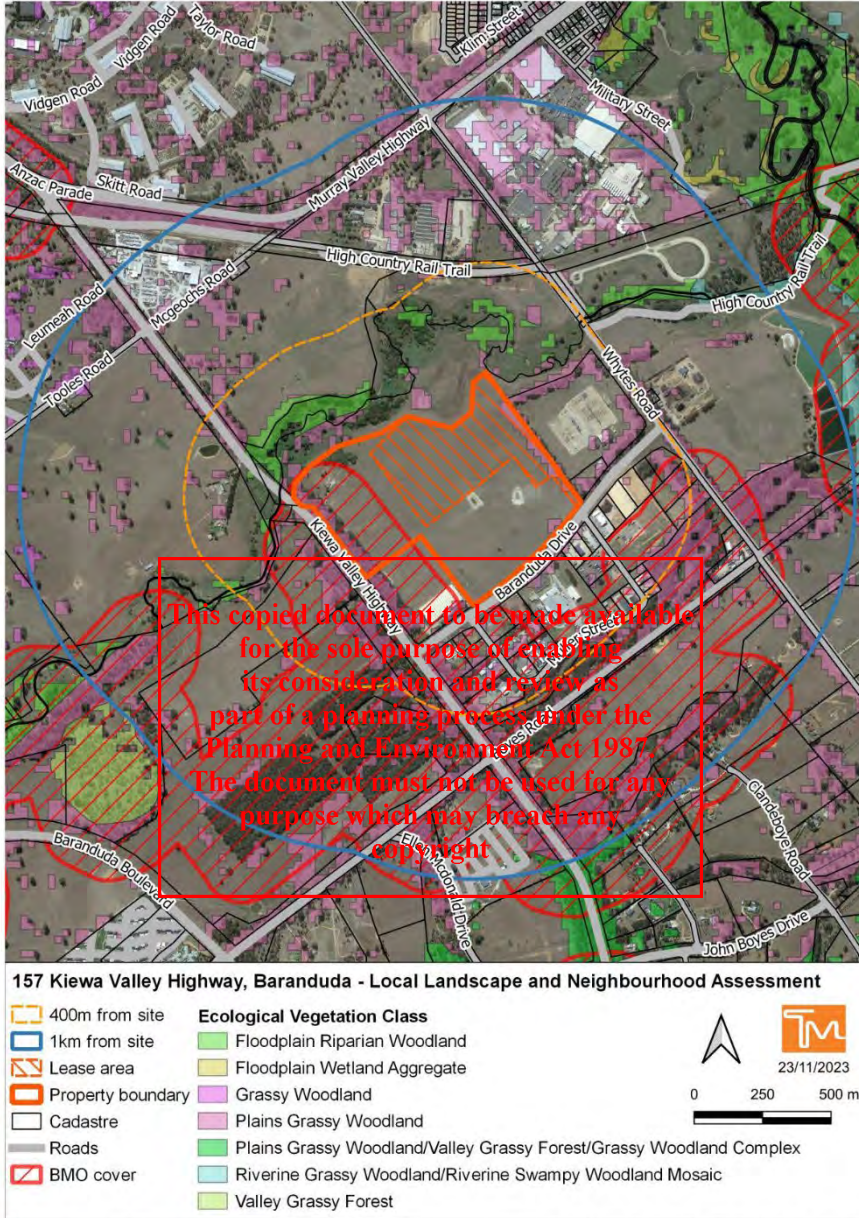 Taylor Road
Vidgen Road
Vidgen Road
Klim Street
Military Street
Murray Valley Highway
Anzac Parade
Skitt Road
High Country Rail Trail
High Country Rail Trail
Leumeah Road
Mcgeochs Road
Tooles Road
Whytes Road
Kiewa Valley Highway
Baranduda Drive
This copied document to be made available
for the sole purpose of enabling
its consideration and review as
part of a planning process under the
Planning and Environment Act 1987.
The document must not be used for any
purpose which may breach any
copyright
Street
Road
Clandeboye Road
Baranduda Boulevard
Mcdonald Drive
John Boyes Drive
157 Kiewa Valley Highway, Baranduda - Local Landscape and Neighbourhood Assessment
400m from site
1km from site
Lease area
Property boundary
Cadastre
Roads
BMO cover
Ecological Vegetation Class
Floodplain Riparian Woodland
Floodplain Wetland Aggregate
Grassy Woodland
Plains Grassy Woodland
Plains Grassy Woodland/Valley Grassy Forest/Grassy Woodland Complex
Riverine Grassy Woodland/Riverine Swampy Woodland Mosaic
Valley Grassy Forest
TM
23/11/2023
0 250 500 m